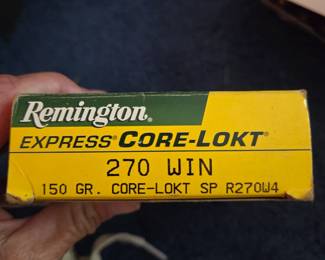 Remington.
EXPRESS® CORE-LOKT®
270 WIN
150 GR. CORE-LOKT SP R270W4